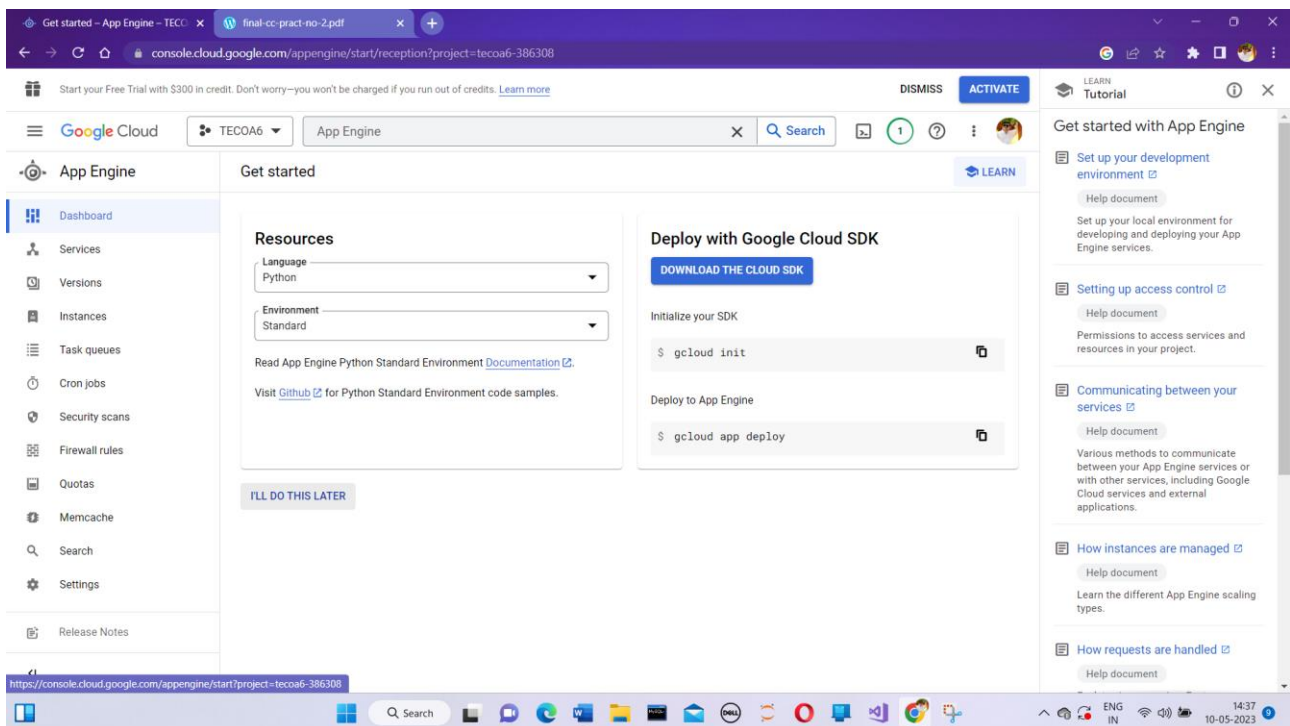 Get started – App Engine – TECO
final-cc-pract-no-2.pdf
console.cloud.google.com/appengine/start/reception?project=tecoa6-386308
Start your Free Trial with $300 in credit. Don't worry—you won't be charged if you run out of credits. Learn more
DISMISS
ACTIVATE
Google Cloud
TECOA6
App Engine
Search
1
App Engine
Get started
LEARN
Dashboard
Services
Versions
Instances
Task queues
Cron jobs
Security scans
Firewall rules
Quotas
Memcache
Search
Settings
Release Notes
Resources
Language
Python
Environment
Standard
Read App Engine Python Standard Environment Documentation.
Visit Github for Python Standard Environment code samples.
I'LL DO THIS LATER
Deploy with Google Cloud SDK
DOWNLOAD THE CLOUD SDK
Initialize your SDK
$ gcloud init
Deploy to App Engine
$ gcloud app deploy
LEARN
Tutorial
Get started with App Engine
Set up your development
environment
Help document
Set up your local environment for
developing and deploying your App
Engine services.
Setting up access control
Help document
Permissions to access services and
resources in your project.
Communicating between your
services
Help document
Various methods to communicate
between your App Engine services or
with other services, including Google
Cloud services and external
applications.
How instances are managed
Help document
Learn the different App Engine scaling
types.
How requests are handled
Help document
https://console.cloud.google.com/appengine/start?project=tecoa6-386308
Search
DELL
ENG
IN
14:37
10-05-2023
9